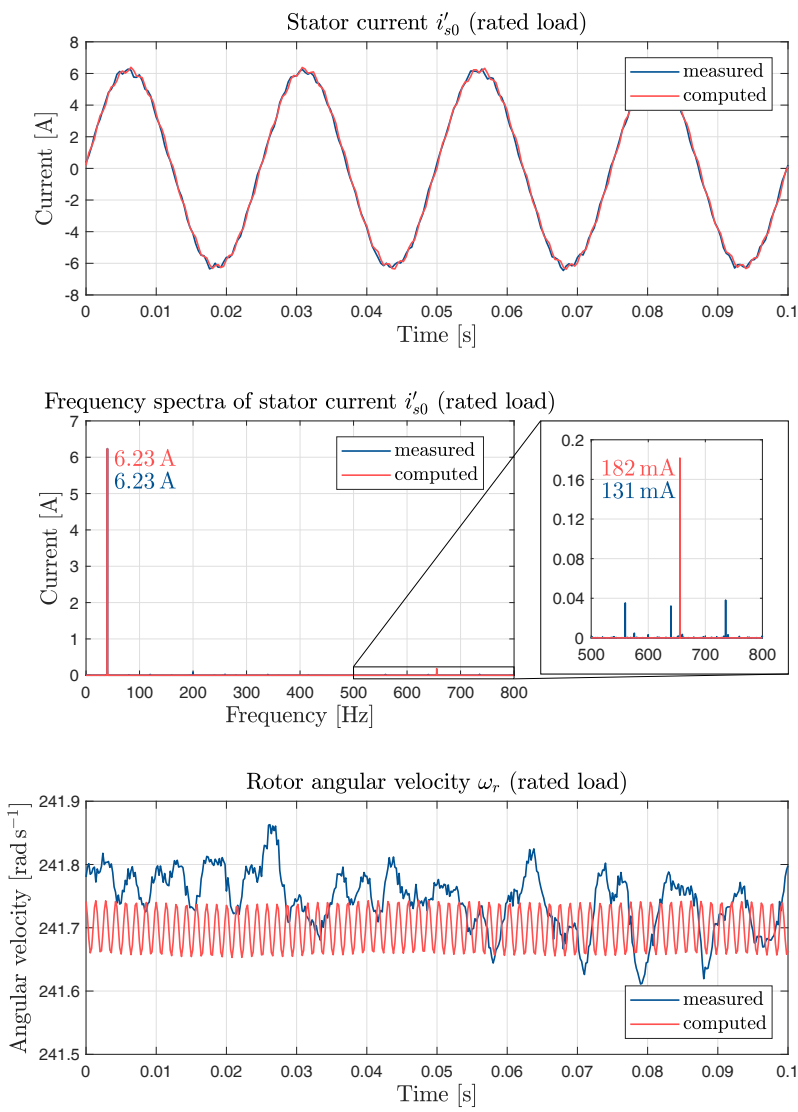 Stator current i′s0 (rated load)
8
6
4
2
0
-2
-4
-6
-8
Current [A]
measured
computed
0 0.01 0.02 0.03 0.04 0.05 0.06 0.07 0.08 0.09 0.1
Time [s]
Frequency spectra of stator current i′s0 (rated load)
7
6
5
4
3
2
1
0
Current [A]
6.23 A
6.23 A
measured
computed
0 100 200 300 400 500 600 700 800
Frequency [Hz]
0.2
0.16
0.12
0.08
0.04
0
182 mA
131 mA
500 600 700 800
Rotor angular velocity ωr (rated load)
241.9
241.8
241.7
241.6
241.5
Angular velocity [rad s−1]
measured
computed
0 0.01 0.02 0.03 0.04 0.05 0.06 0.07 0.08 0.09 0.1
Time [s]